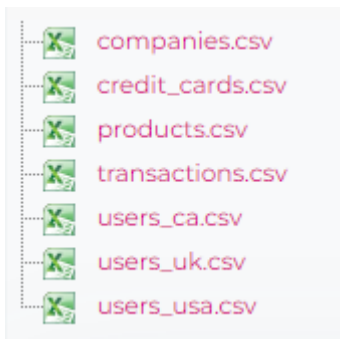 companies.csv
credit_cards.csv
products.csv
transactions.csv
users_ca.csv
users_uk.csv
users_usa.csv